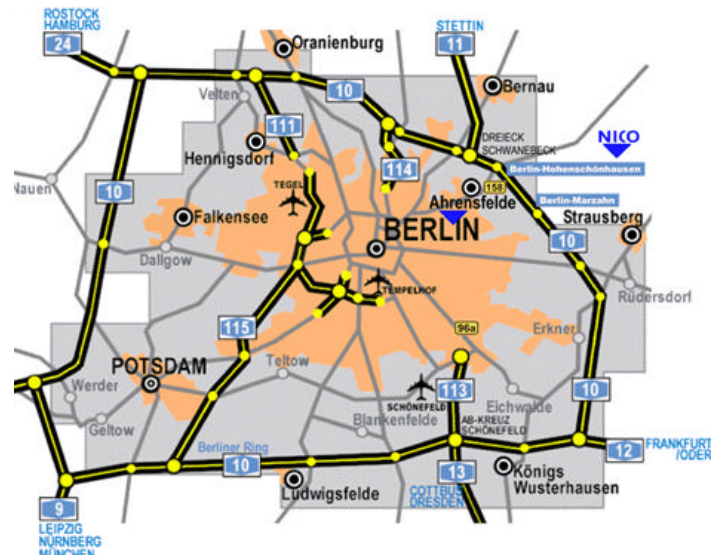 ROSTOCK
HAMBURG
24
Oranienburg
STETTIN
11
10
Bernau
Velten
111
Hennigsdorf
114
DREIECK
SCHWANEBECK
NICO
Berlin-Hohenschönhausen
Nauen
10
TEGEL
158
Ahrensfelde
Berlin-Marzahn
Falkensee
Strausberg
BERLIN
10
Dallgow
TEMPELHOF
Rüdersdorf
115
96a
Erkner
POTSDAM
Teltow
Werder
SCHÖNEFELD
113
Eichwalde
10
Geltow
Blankenfelde
AB-KREUZ
SCHÖNEFELD
Berliner Ring
10
12
FRANKFURT
/ODER
Ludwigsfelde
13
Königs
Wusterhausen
9
COTTBUS
DRESDEN
LEIPZIG
NÜRNBERG
MÜNCHEN